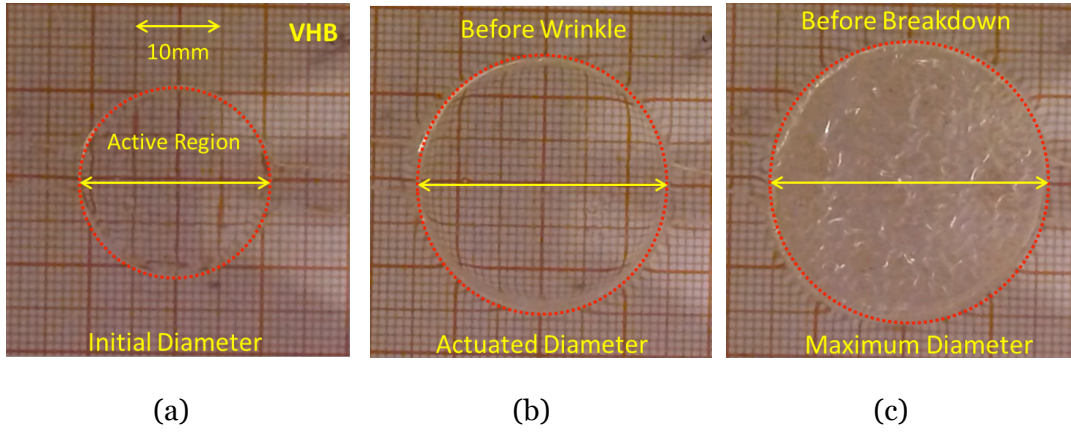 VHB
10mm
Active Region
Initial Diameter
Before Wrinkle
Actuated Diameter
Before Breakdown
Maximum Diameter
(a)
(b)
(c)